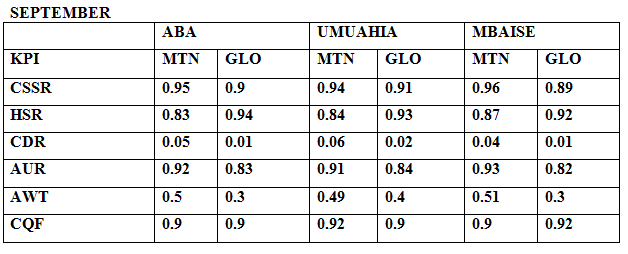 SEPTEMBER
ABA UMUAHIA MBAISE
KPI MTN GLO MTN GLO MTN GLO
CSSR 0.95 0.9 0.94 0.91 0.96 0.89
HSR 0.83 0.94 0.84 0.93 0.87 0.92
CDR 0.05 0.01 0.06 0.02 0.04 0.01
AUR 0.92 0.83 0.91 0.84 0.93 0.82
AWT 0.5 0.3 0.49 0.4 0.51 0.3
CQF 0.9 0.9 0.92 0.9 0.9 0.92